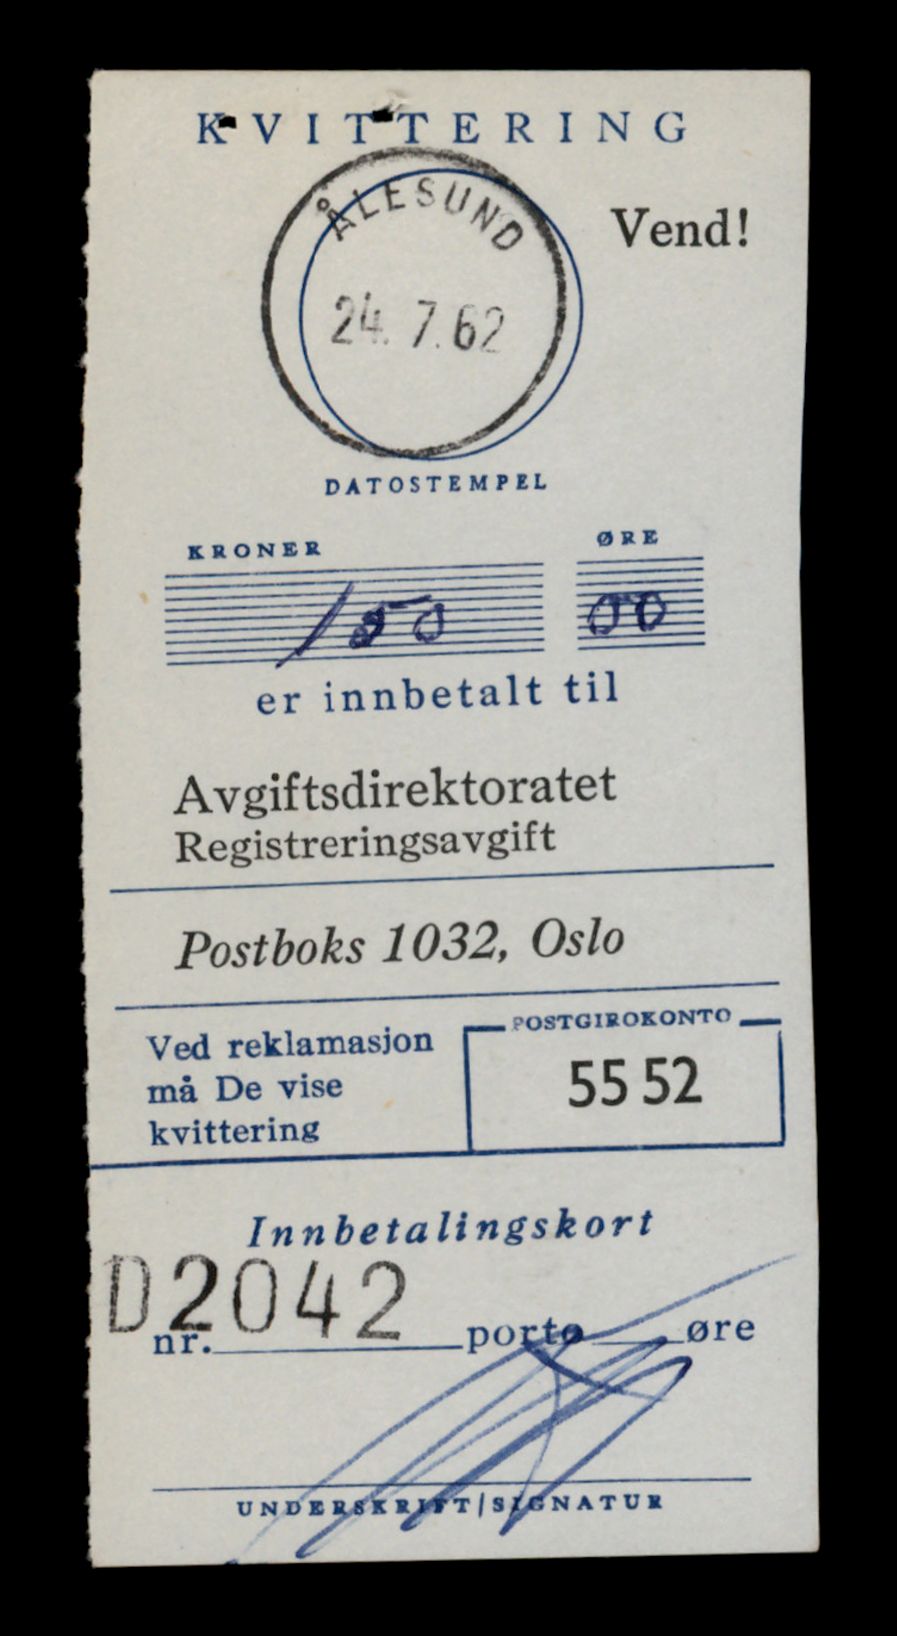 KVITTERING
ÅLESUND
Vend!
24. 7. 62
DATOSTEMPEL
KRONER ØRE
150 00
er innbetalt til
Avgiftsdirektoratet
Registreringsavgift
Postboks 1032, Oslo
Ved reklamasjon
må De vise
kvittering
POSTGIROKONTO
55 52
Innbetalingskort
D2042
nr. porto øre
UNDERSKRIFT/SIGNATUR